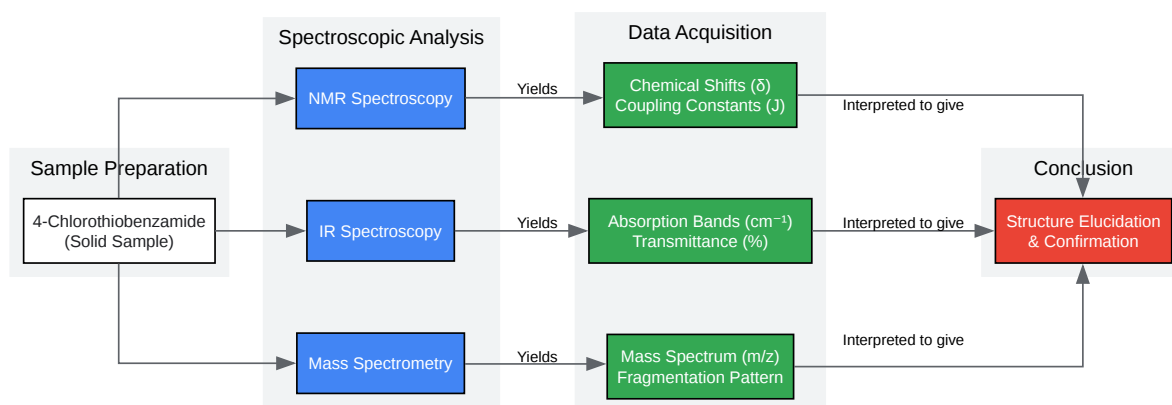 Spectroscopic Analysis
Data Acquisition
NMR Spectroscopy
Yields
Chemical Shifts (δ)
Coupling Constants (J)
Interpreted to give
Sample Preparation
Conclusion
4-Chlorothiobenzamide
(Solid Sample)
IR Spectroscopy
Yields
Absorption Bands (cm⁻¹)
Transmittance (%)
Interpreted to give
Structure Elucidation
& Confirmation
Mass Spectrometry
Yields
Mass Spectrum (m/z)
Fragmentation Pattern
Interpreted to give